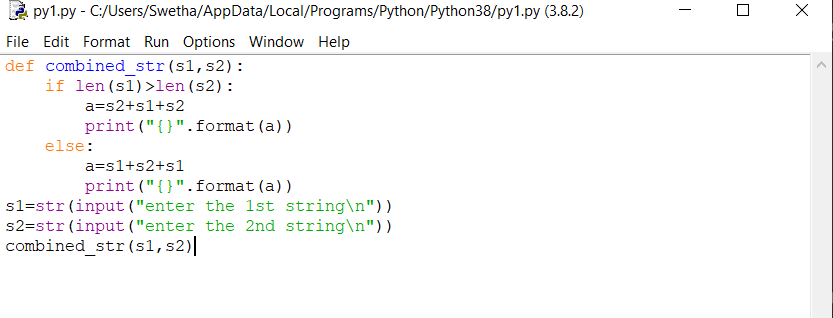 py1.py - C:/Users/Swetha/AppData/Local/Programs/Python/Python38/py1.py (3.8.2)
File Edit Format Run Options Window Help
def combined_str(s1,s2):
    if len(s1)>len(s2):
        a=s2+s1+s2
        print("{}".format(a))
    else:
        a=s1+s2+s1
        print("{}".format(a))
s1=str(input("enter the 1st string\n"))
s2=str(input("enter the 2nd string\n"))
combined_str(s1,s2)